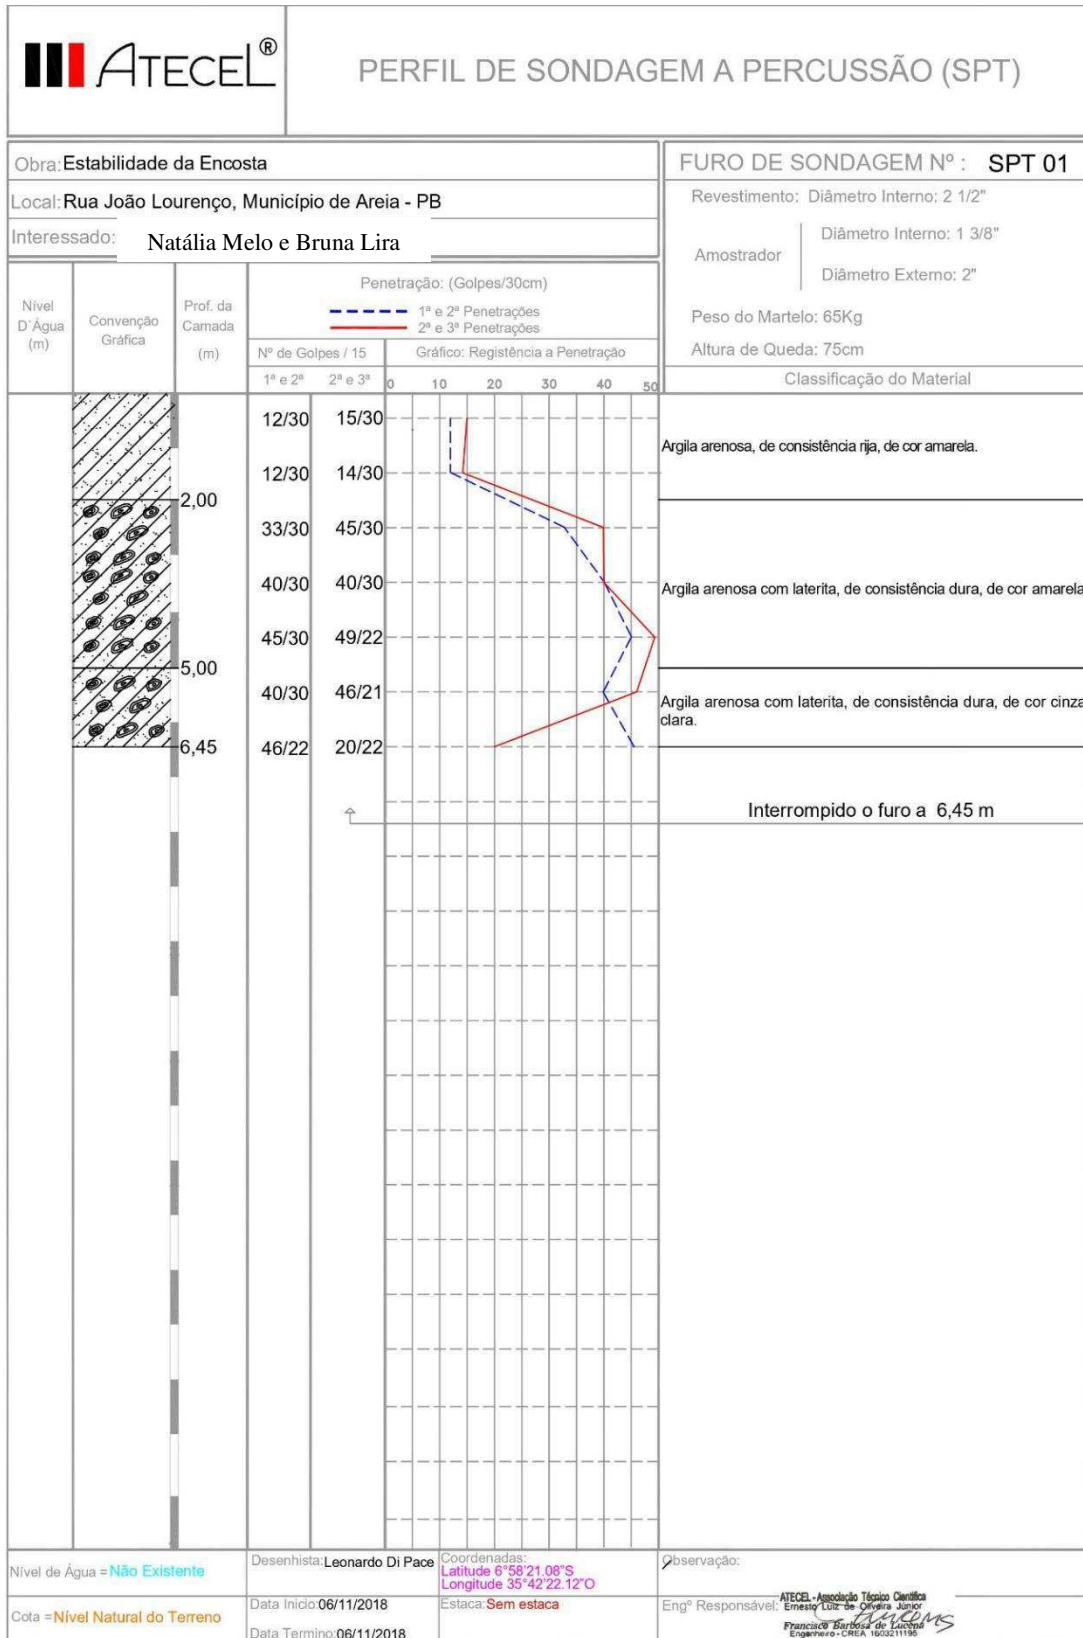 ATECEL®
PERFIL DE SONDAGEM A PERCUSSÃO (SPT)
Obra: Estabilidade da Encosta
Local: Rua João Lourenço, Município de Areia - PB
Interessado: Natália Melo e Bruna Lira
FURO DE SONDAGEM Nº : SPT 01
Revestimento: Diâmetro Interno: 2 1/2"
Amostrador
Diâmetro Interno: 1 3/8"
Diâmetro Externo: 2"
Peso do Martelo: 65Kg
Altura de Queda: 75cm
Classificação do Material
Nível
D`Água
(m)
Convenção
Gráfica
Prof. da
Camada
(m)
Penetração: (Golpes/30cm)
1ª e 2ª Penetrações
2ª e 3ª Penetrações
Nº de Golpes / 15
Gráfico: Registência a Penetração
1ª e 2ª 2ª e 3ª 0 10 20 30 40 50
12/30 15/30
Argila arenosa, de consistência rija, de cor amarela.
12/30 14/30
2,00
33/30 45/30
40/30 40/30
Argila arenosa com laterita, de consistência dura, de cor amarela
45/30 49/22
5,00
40/30 46/21
Argila arenosa com laterita, de consistência dura, de cor cinza
clara.
6,45
46/22 20/22
Interrompido o furo a 6,45 m
Nível de Água = Não Existente
Desenhista: Leonardo Di Pace
Coordenadas:
Latitude 6°58'21.08"S
Longitude 35°42'22.12"O
Observação:
Cota = Nível Natural do Terreno
Data Inicio: 06/11/2018
Data Termino: 06/11/2018
Estaca: Sem estaca
Engº Responsável:
ATECEL - Associação Técnico Científica
Ernesto Luiz de Oliveira Júnior
Francisco Barbosa de Lucena
Engenheiro - CREA 1603211195